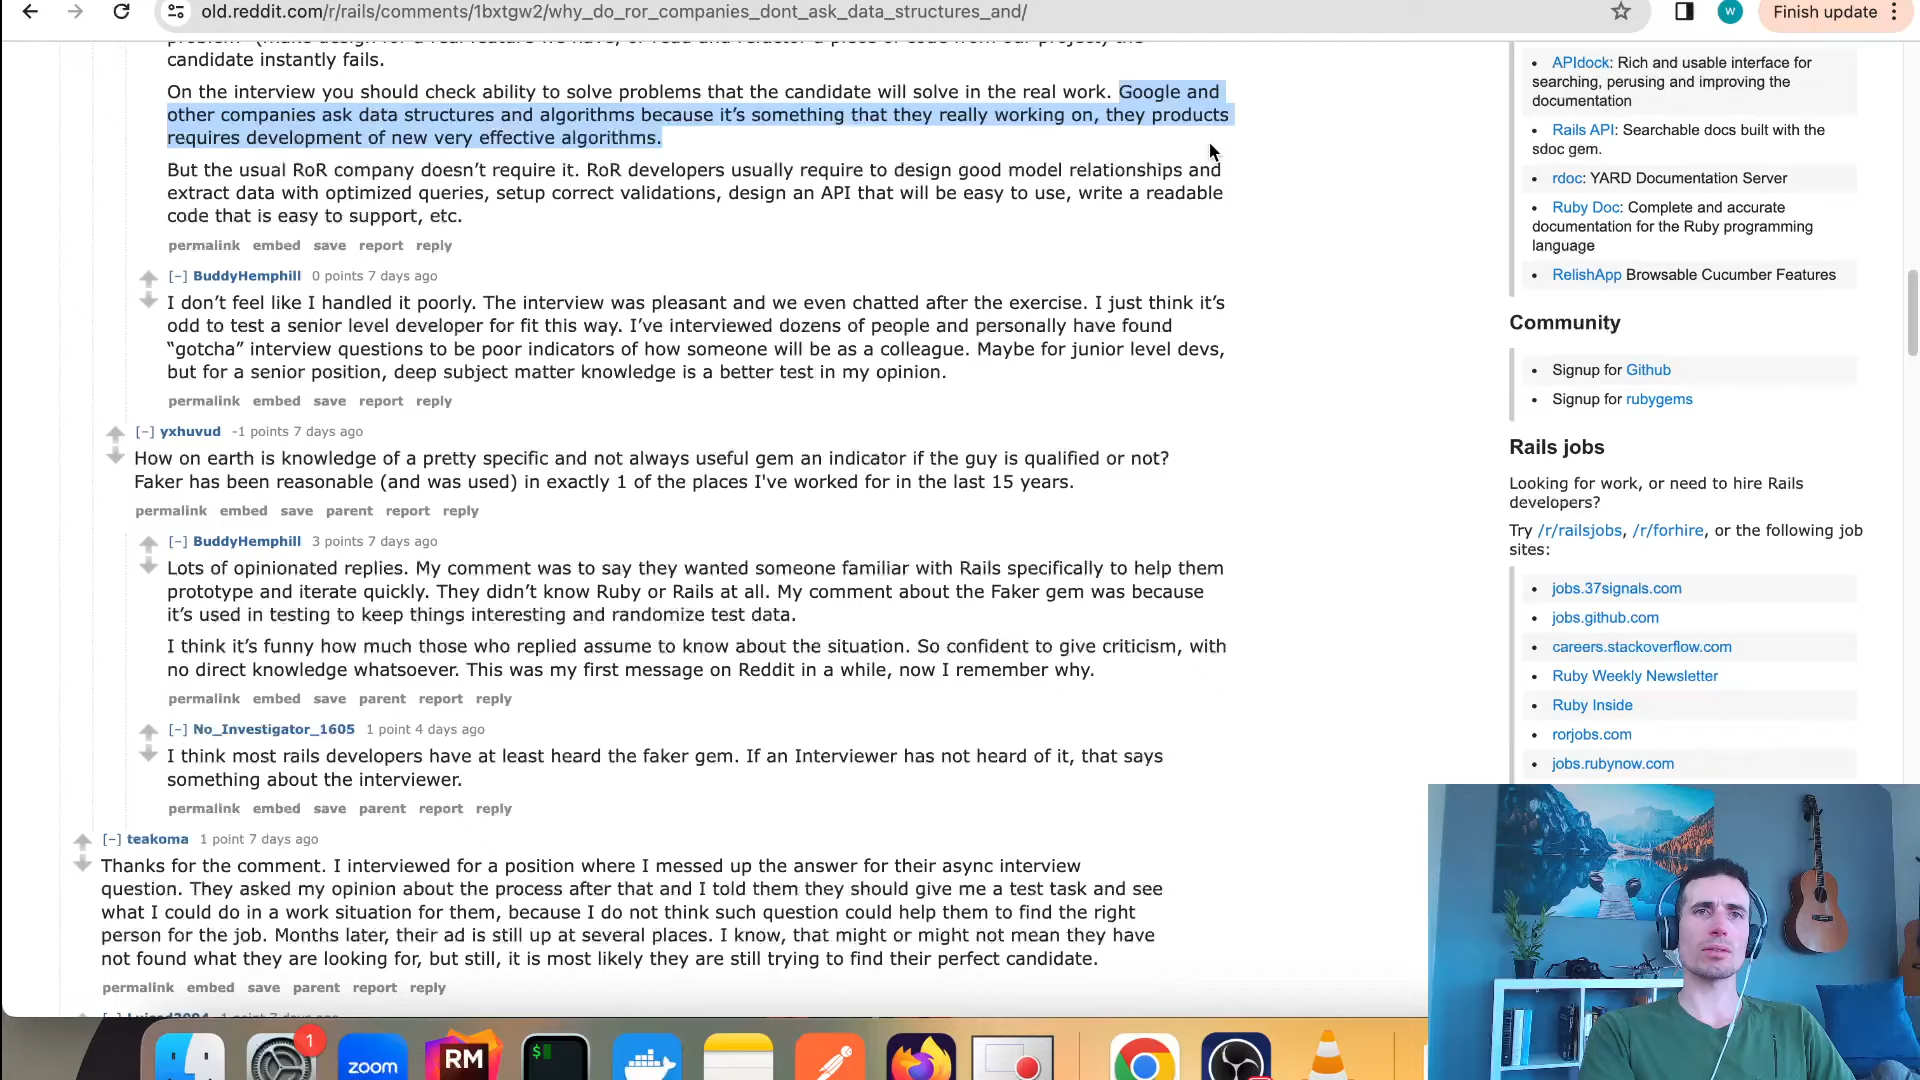 old.reddit.com/r/rails/comments/1bxtgw2/why_do_ror_companies_dont_ask_data_structures_and/
W
Finish update
candidate instantly fails.
On the interview you should check ability to solve problems that the candidate will solve in the real work. Google and
other companies ask data structures and algorithms because it’s something that they really working on, they products
requires development of new very effective algorithms.
But the usual RoR company doesn’t require it. RoR developers usually require to design good model relationships and
extract data with optimized queries, setup correct validations, design an API that will be easy to use, write a readable
code that is easy to support, etc.
permalink embed save report reply
[–] BuddyHemphill 0 points 7 days ago
I don’t feel like I handled it poorly. The interview was pleasant and we even chatted after the exercise. I just think it’s
odd to test a senior level developer for fit this way. I’ve interviewed dozens of people and personally have found
“gotcha” interview questions to be poor indicators of how someone will be as a colleague. Maybe for junior level devs,
but for a senior position, deep subject matter knowledge is a better test in my opinion.
permalink embed save report reply
[–] yxhuvud -1 points 7 days ago
How on earth is knowledge of a pretty specific and not always useful gem an indicator if the guy is qualified or not?
Faker has been reasonable (and was used) in exactly 1 of the places I've worked for in the last 15 years.
permalink embed save parent report reply
[–] BuddyHemphill 3 points 7 days ago
Lots of opinionated replies. My comment was to say they wanted someone familiar with Rails specifically to help them
prototype and iterate quickly. They didn’t know Ruby or Rails at all. My comment about the Faker gem was because
it’s used in testing to keep things interesting and randomize test data.
I think it’s funny how much those who replied assume to know about the situation. So confident to give criticism, with
no direct knowledge whatsoever. This was my first message on Reddit in a while, now I remember why.
permalink embed save parent report reply
[–] No_Investigator_1605 1 point 4 days ago
I think most rails developers have at least heard the faker gem. If an Interviewer has not heard of it, that says
something about the interviewer.
permalink embed save parent report reply
[–] teakoma 1 point 7 days ago
Thanks for the comment. I interviewed for a position where I messed up the answer for their async interview
question. They asked my opinion about the process after that and I told them they should give me a test task and see
what I could do in a work situation for them, because I do not think such question could help them to find the right
person for the job. Months later, their ad is still up at several places. I know, that might or might not mean they have
not found what they are looking for, but still, it is most likely they are still trying to find their perfect candidate.
permalink embed save parent report reply
APIdock: Rich and usable interface for
searching, perusing and improving the
documentation
Rails API: Searchable docs built with the
sdoc gem.
rdoc: YARD Documentation Server
Ruby Doc: Complete and accurate
documentation for the Ruby programming
language
RelishApp Browsable Cucumber Features
Community
Signup for Github
Signup for rubygems
Rails jobs
Looking for work, or need to hire Rails
developers?
Try /r/railsjobs, /r/forhire, or the following job
sites:
jobs.37signals.com
jobs.github.com
careers.stackoverflow.com
Ruby Weekly Newsletter
Ruby Inside
rorjobs.com
jobs.rubynow.com
1
zoom
RM
$